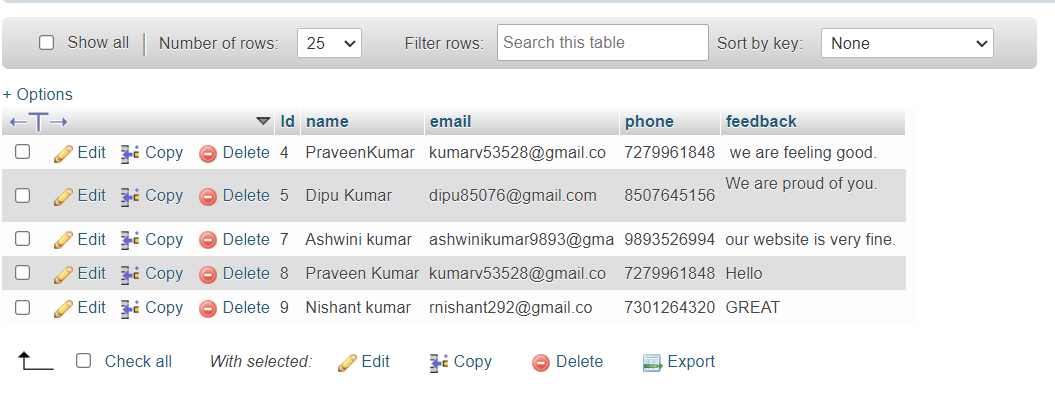 Show all Number of rows: 25 Filter rows: Search this table Sort by key: None
+ Options
←T→ Id name email phone feedback
Edit Copy Delete 4 PraveenKumar kumarv53528@gmail.co 7279961848 we are feeling good.
Edit Copy Delete 5 Dipu Kumar dipu85076@gmail.com 8507645156 We are proud of you.
Edit Copy Delete 7 Ashwini kumar ashwinikumar9893@gma 9893526994 our website is very fine.
Edit Copy Delete 8 Praveen Kumar kumarv53528@gmail.co 7279961848 Hello
Edit Copy Delete 9 Nishant kumar rnishant292@gmail.co 7301264320 GREAT
Check all With selected: Edit Copy Delete Export